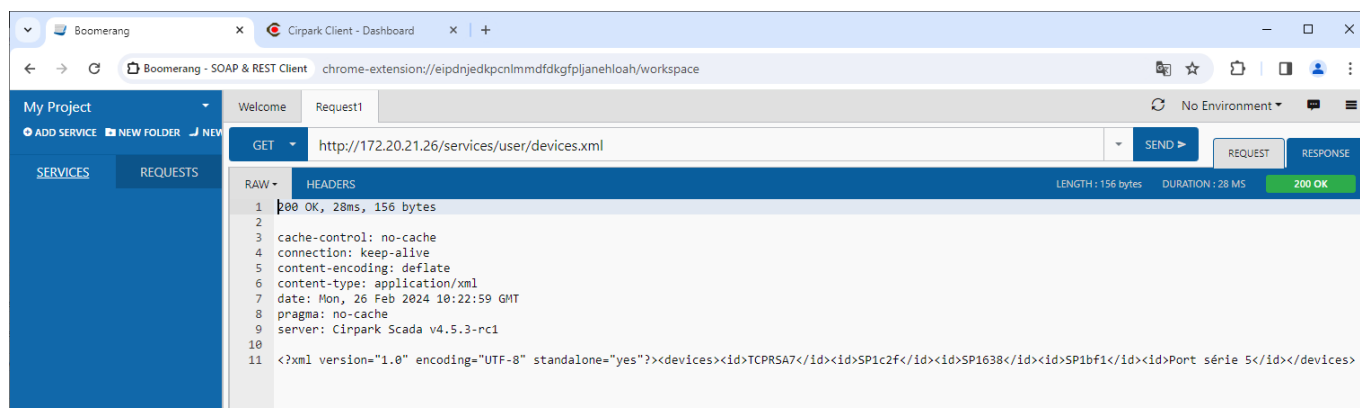 Boomerang
Cirpark Client - Dashboard
Boomerang - SOAP & REST Client chrome-extension://eipdnjedkpcnlmmdfdkgfpljanehloah/workspace
My Project Welcome Request1 No Environment
ADD SERVICE NEW FOLDER NEW
GET http://172.20.21.26/services/user/devices.xml SEND REQUEST RESPONSE
SERVICES REQUESTS
RAW HEADERS LENGTH : 156 bytes DURATION : 28 MS 200 OK
1 200 OK, 28ms, 156 bytes
2
3 cache-control: no-cache
4 connection: keep-alive
5 content-encoding: deflate
6 content-type: application/xml
7 date: Mon, 26 Feb 2024 10:22:59 GMT
8 pragma: no-cache
9 server: Cirpark Scada v4.5.3-rc1
10
11 <?xml version="1.0" encoding="UTF-8" standalone="yes"?><devices><id>TCPRSA7</id><id>SP1c2f</id><id>SP1638</id><id>SP1bf1</id><id>Port série 5</id></devices>